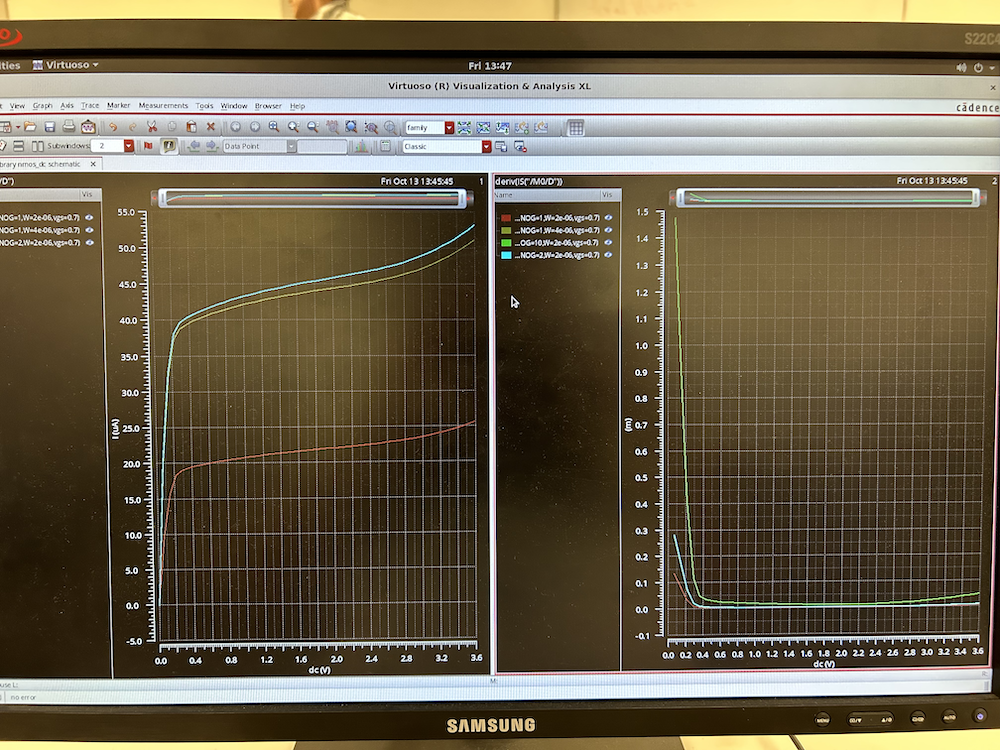 S22C4
ities Virtuoso Fri 13:47
Virtuoso (R) Visualization & Analysis XL
View Graph Axis Trace Marker Measurements Tools Window Browser Help
cādence
family
Subwindows: 2 Data Point Classic
brary nmos_dc schematic
/D")
Fri Oct 13 13:45:45 1
Vis
NOG=1,W=2e-06,vgs=0.7)
NOG=1,W=4e-06,vgs=0.7)
NOG=2,W=2e-06,vgs=0.7)
55.0
50.0
45.0
40.0
35.0
30.0
25.0
20.0
15.0
10.0
5.0
0.0
-5.0
I (uA)
0.0 0.4 0.8 1.2 1.6 2.0 2.4 2.8 3.2 3.6
dc (V)
deriv(IS("/M0/D"))
Fri Oct 13 13:45:45 2
Name Vis
...NOG=1,W=2e-06,vgs=0.7)
...NOG=1,W=4e-06,vgs=0.7)
...OG=10,W=2e-06,vgs=0.7)
...NOG=2,W=2e-06,vgs=0.7)
1.5
1.4
1.3
1.2
1.1
1.0
0.9
0.8
0.7
0.6
0.5
0.4
0.3
0.2
0.1
0.0
-0.1
(m)
0.0 0.2 0.4 0.6 0.8 1.0 1.2 1.4 1.6 1.8 2.0 2.2 2.4 2.6 2.8 3.0 3.2 3.4 3.6
dc (V)
use L: M: R:
no error
SAMSUNG
MENU
AUTO